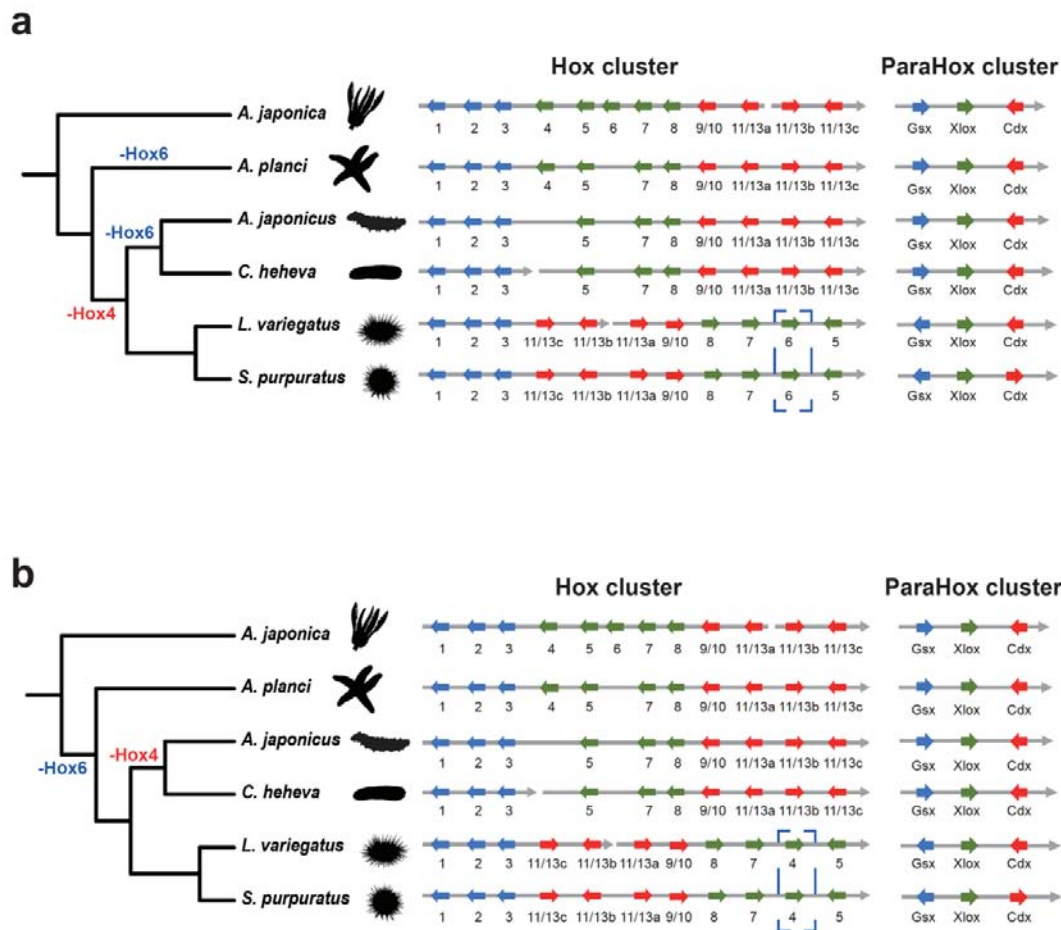 a
Hox cluster ParaHox cluster
A. japonica
1 2 3 4 5 6 7 8 9/10 11/13a 11/13b 11/13c Gsx Xlox Cdx
-Hox6
A. planci
1 2 3 4 5 7 8 9/10 11/13a 11/13b 11/13c Gsx Xlox Cdx
-Hox6
A. japonicus
1 2 3 5 7 8 9/10 11/13a 11/13b 11/13c Gsx Xlox Cdx
C. heheva
1 2 3 5 7 8 9/10 11/13a 11/13b 11/13c Gsx Xlox Cdx
-Hox4
L. variegatus
1 2 3 11/13c 11/13b 11/13a 9/10 8 7 6 5 Gsx Xlox Cdx
S. purpuratus
1 2 3 11/13c 11/13b 11/13a 9/10 8 7 6 5 Gsx Xlox Cdx
b
Hox cluster ParaHox cluster
A. japonica
1 2 3 4 5 6 7 8 9/10 11/13a 11/13b 11/13c Gsx Xlox Cdx
A. planci
1 2 3 4 5 7 8 9/10 11/13a 11/13b 11/13c Gsx Xlox Cdx
A. japonicus
-Hox4
1 2 3 5 7 8 9/10 11/13a 11/13b 11/13c Gsx Xlox Cdx
-Hox6
C. heheva
1 2 3 5 7 8 9/10 11/13a 11/13b 11/13c Gsx Xlox Cdx
L. variegatus
1 2 3 11/13c 11/13b 11/13a 9/10 8 7 4 5 Gsx Xlox Cdx
S. purpuratus
1 2 3 11/13c 11/13b 11/13a 9/10 8 7 4 5 Gsx Xlox Cdx